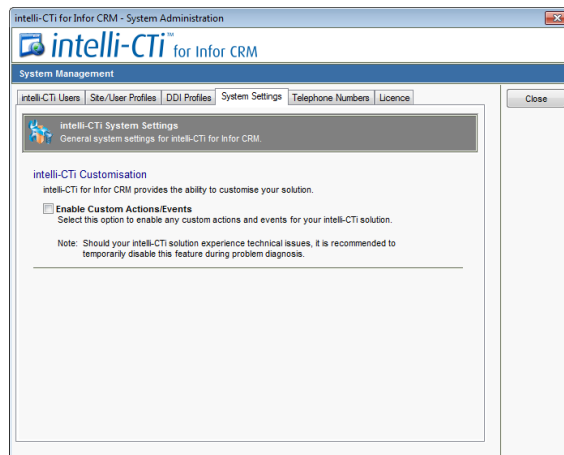 intelli-CTi for Infor CRM - System Administration
intelli-CTi™ for Infor CRM
System Management
intelli-CTi Users Site/User Profiles DDI Profiles System Settings Telephone Numbers Licence
Close
intelli-CTi System Settings
General system settings for intelli-CTi for Infor CRM.
intelli-CTi Customisation
intelli-CTi for Infor CRM provides the ability to customise your solution.
Enable Custom Actions/Events
Select this option to enable any custom actions and events for your intelli-CTi solution.
Note: Should your intelli-CTi solution experience technical issues, it is recommended to
temporarily disable this feature during problem diagnosis.